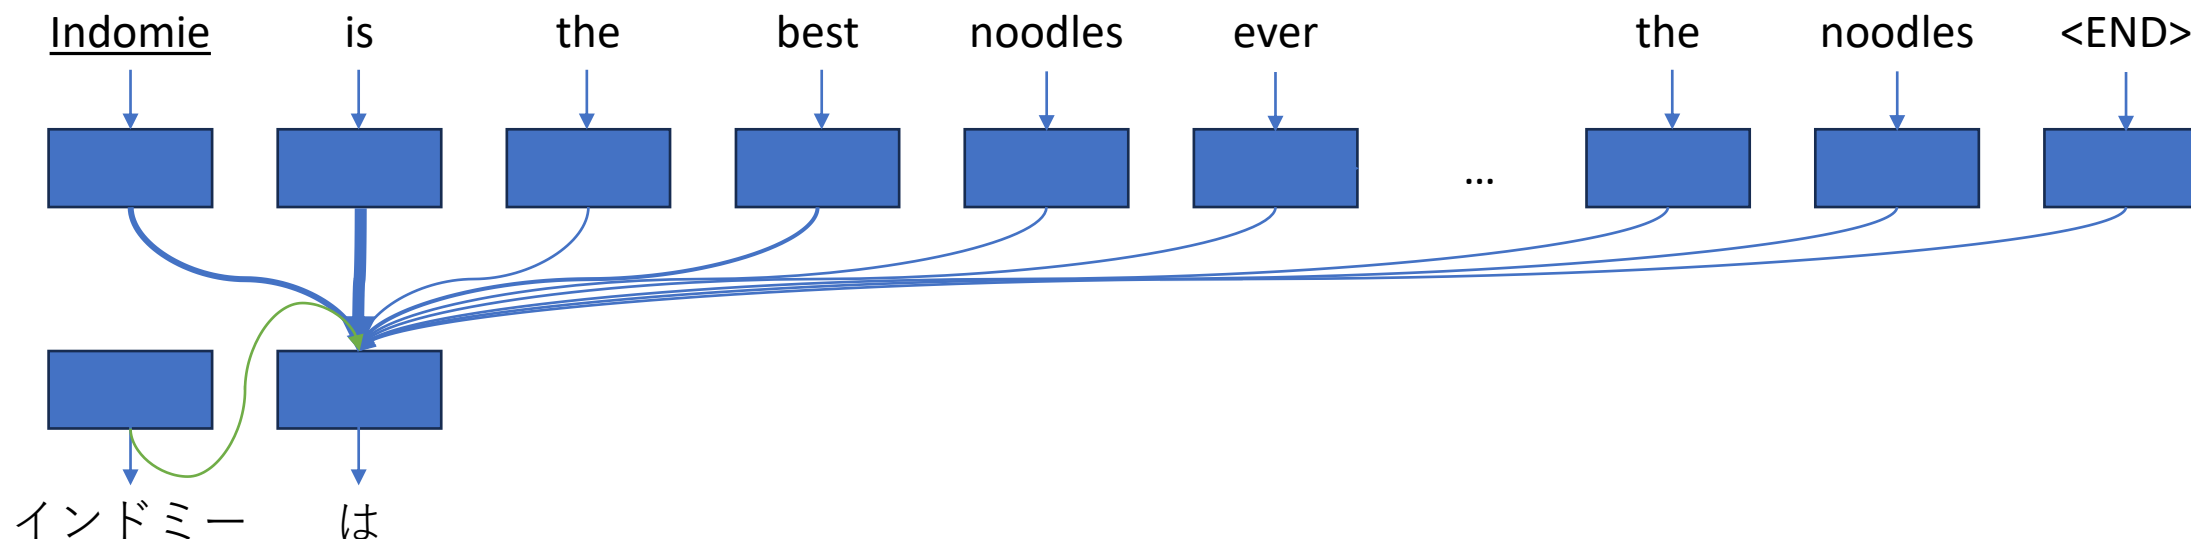 Indomie is the best noodles ever the noodles <END>
...
インドミー は